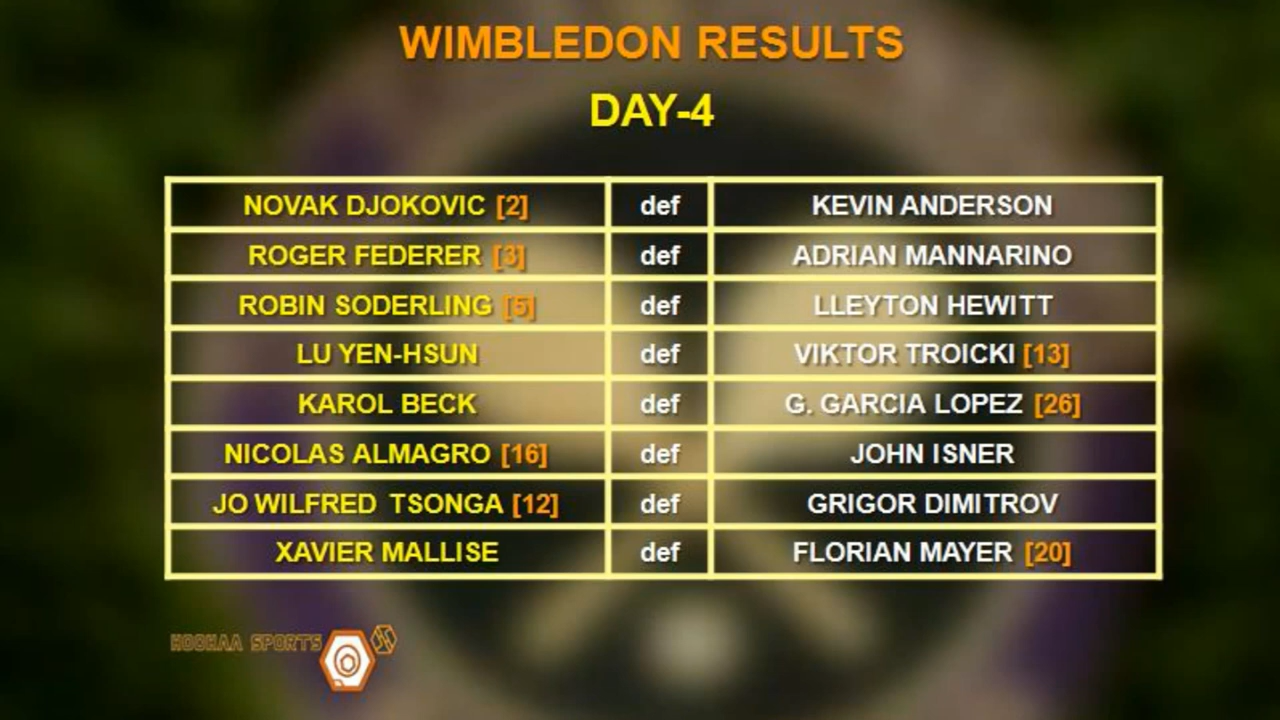 WIMBLEDON RESULTS
DAY-4
NOVAK DJOKOVIC [2] def KEVIN ANDERSON
ROGER FEDERER [3] def ADRIAN MANNARINO
ROBIN SODERLING [5] def LLEYTON HEWITT
LU YEN-HSUN def VIKTOR TROICKI [13]
KAROL BECK def G. GARCIA LOPEZ [26]
NICOLAS ALMAGRO [16] def JOHN ISNER
JO WILFRED TSONGA [12] def GRIGOR DIMITROV
XAVIER MALLISE def FLORIAN MAYER [20]
HOOKAA SPORTS